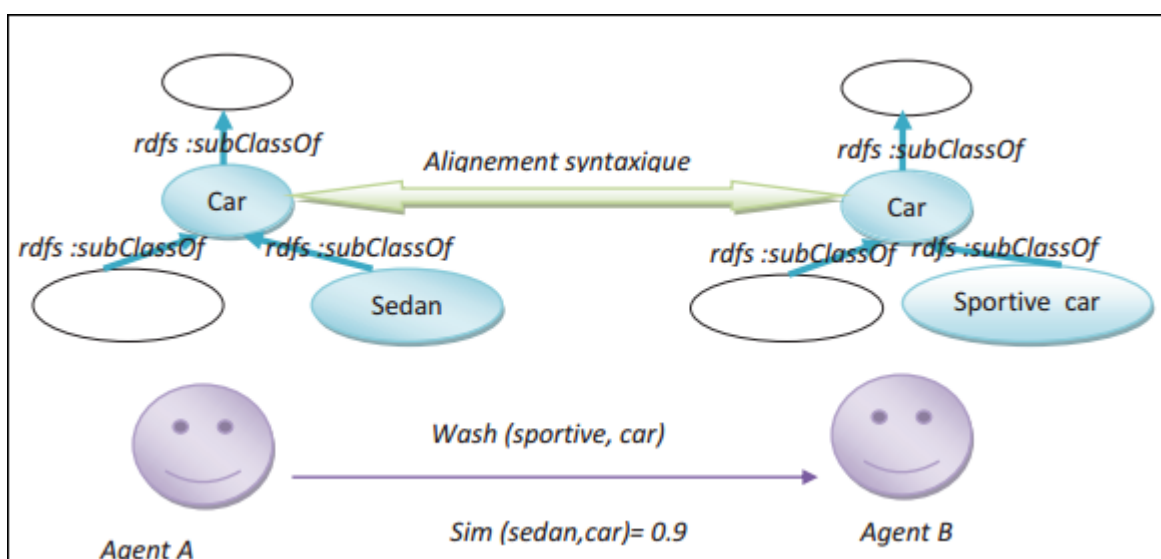 rdfs :subClassOf
rdfs :subClassOf
Alignement syntaxique
Car
Car
rdfs :subClassOf
rdfs :subClassOf
rdfs :subClassOf
rdfs :subClassOf
Sedan
Sportive car
Wash (sportive, car)
Sim (sedan,car)= 0.9
Agent A
Agent B